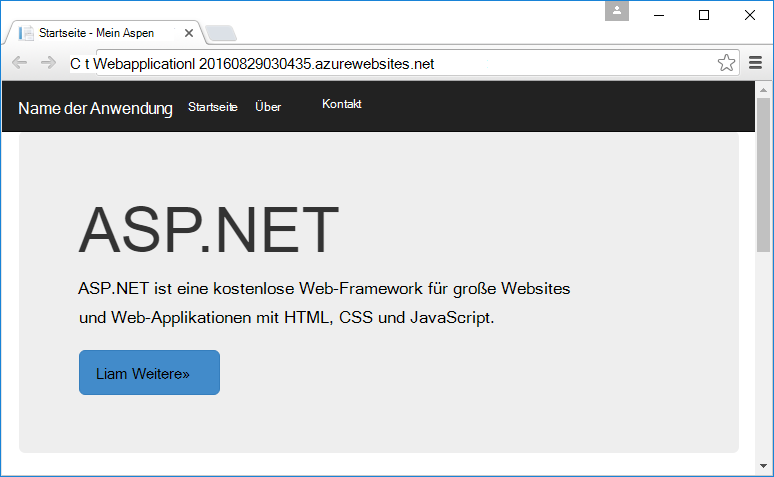 Startseite - Mein Aspen
C t Webapplicationl 20160829030435.azurewebsites.net
Name der Anwendung Startseite Über Kontakt
ASP.NET
ASP.NET ist eine kostenlose Web-Framework für große Websites
und Web-Applikationen mit HTML, CSS und JavaScript.
Liam Weitere»